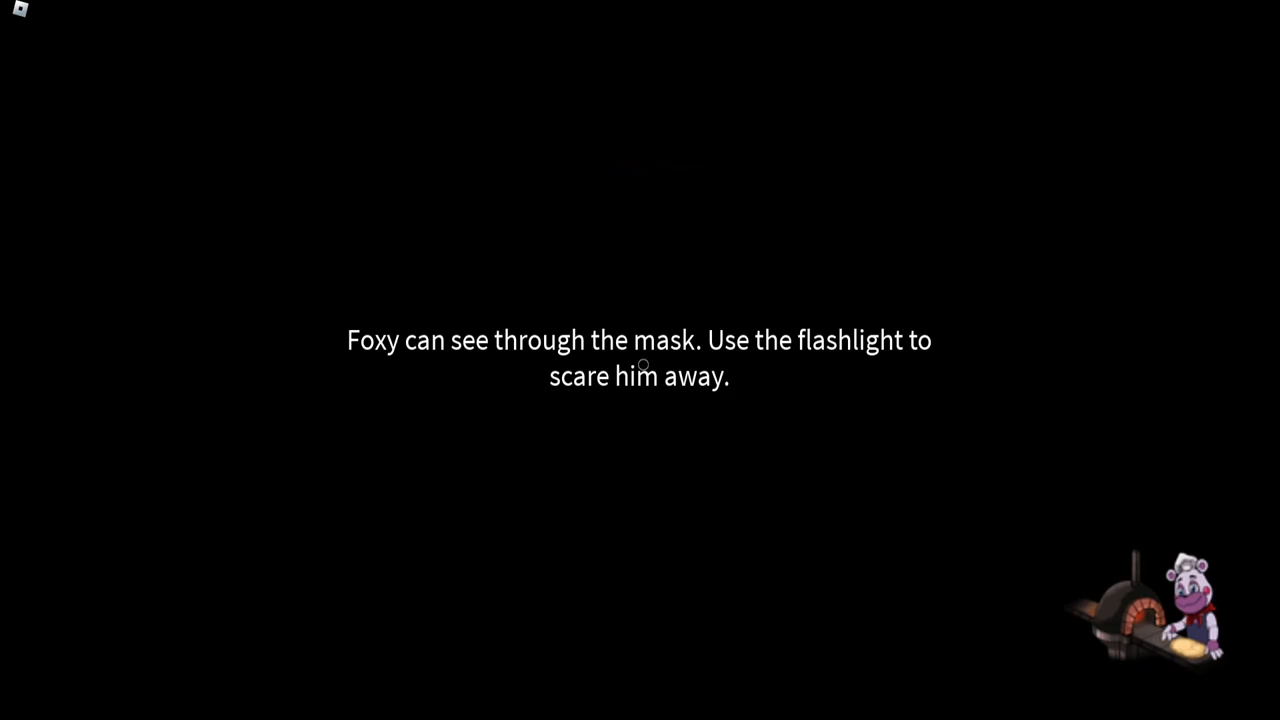 Foxy can see through the mask. Use the flashlight to
scare him away.